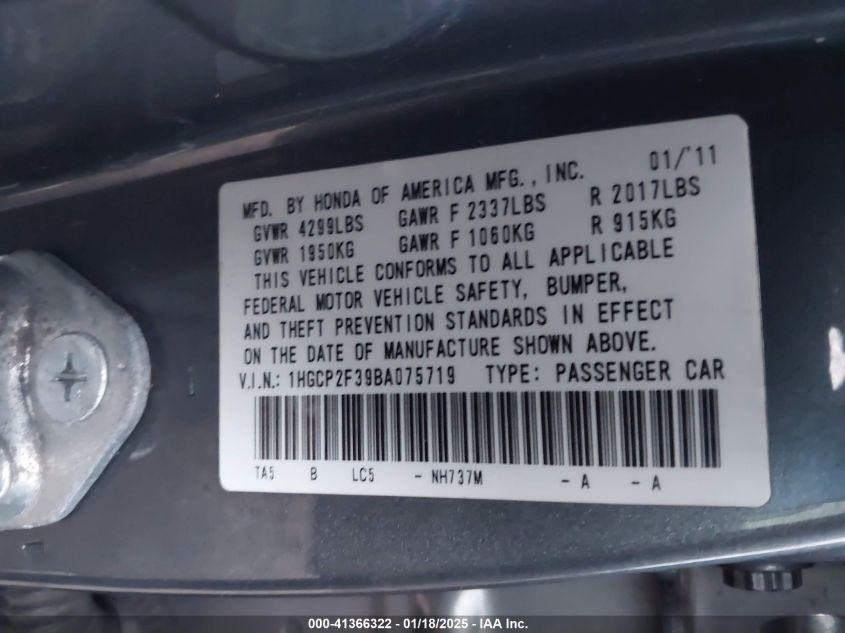 MFD. BY HONDA OF AMERICA MFG., INC. 01/'11
GVWR 4299LBS GAWR F 2337LBS R 2017LBS
GVWR 1950KG GAWR F 1060KG R 915KG
THIS VEHICLE CONFORMS TO ALL APPLICABLE
FEDERAL MOTOR VEHICLE SAFETY, BUMPER,
AND THEFT PREVENTION STANDARDS IN EFFECT
ON THE DATE OF MANUFACTURE SHOWN ABOVE.
V.I.N.: 1HGCP2F39BA075719 TYPE: PASSENGER CAR
TA5 B LC5 - NH737M - A - A
000-41366322 - 01/18/2025 - IAA Inc.